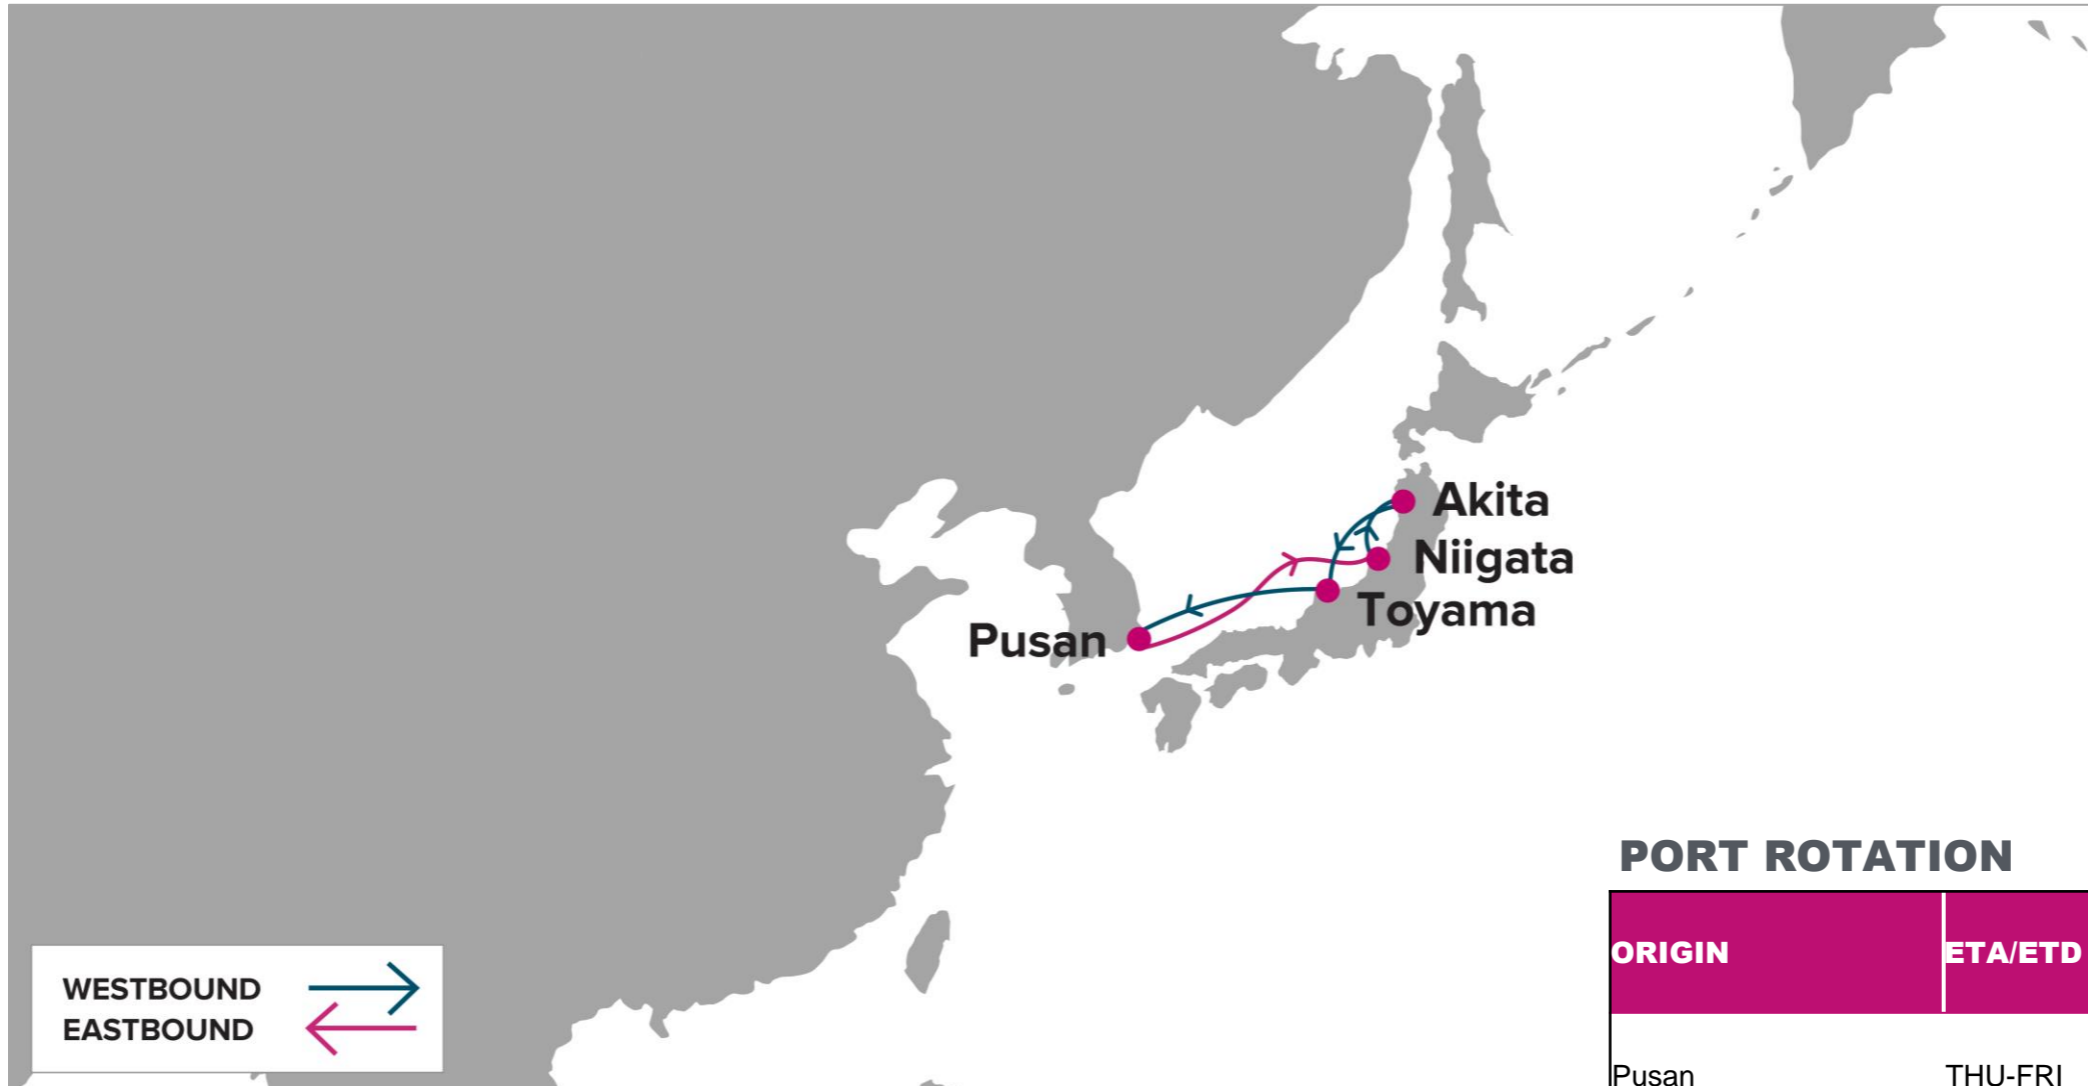 Akita
Niigata
Toyama
Pusan
PORT ROTATION
ORIGIN ETA/ETD
Pusan THU-FRI
WESTBOUND
EASTBOUND